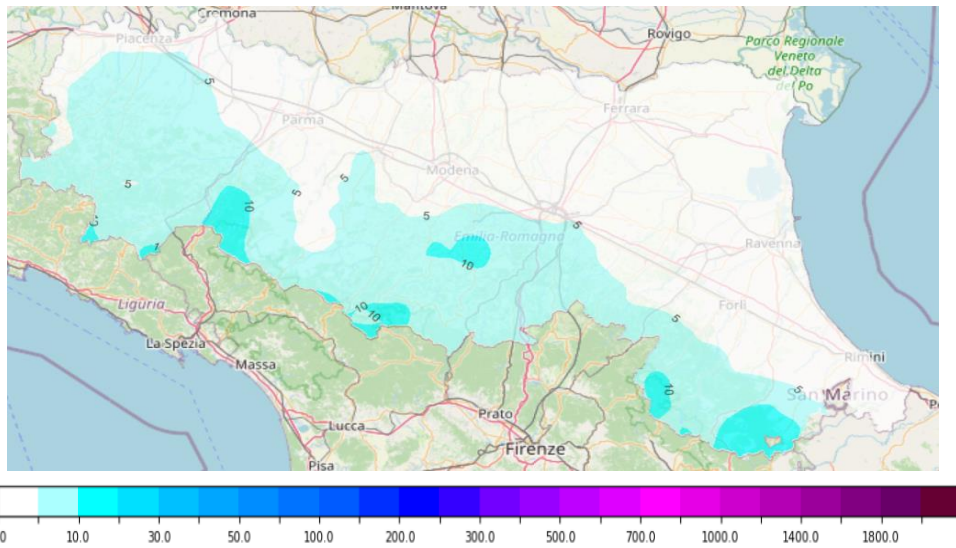 Cremona
Mantova
Piacenza
Rovigo
Parco Regionale
Veneto
del Delta
del Po
5
Ferrara
Parma
Modena
5
5
5
10
5
5
Emilia-Romagna
10
Ravenna
1
Liguria
10
10
Forlì
5
La Spezia
Massa
Rimini
10
5
San Marino
Prato
Lucca
Firenze
Pisa
10.0 30.0 50.0 100.0 200.0 300.0 500.0 700.0 1000.0 1400.0 1800.0